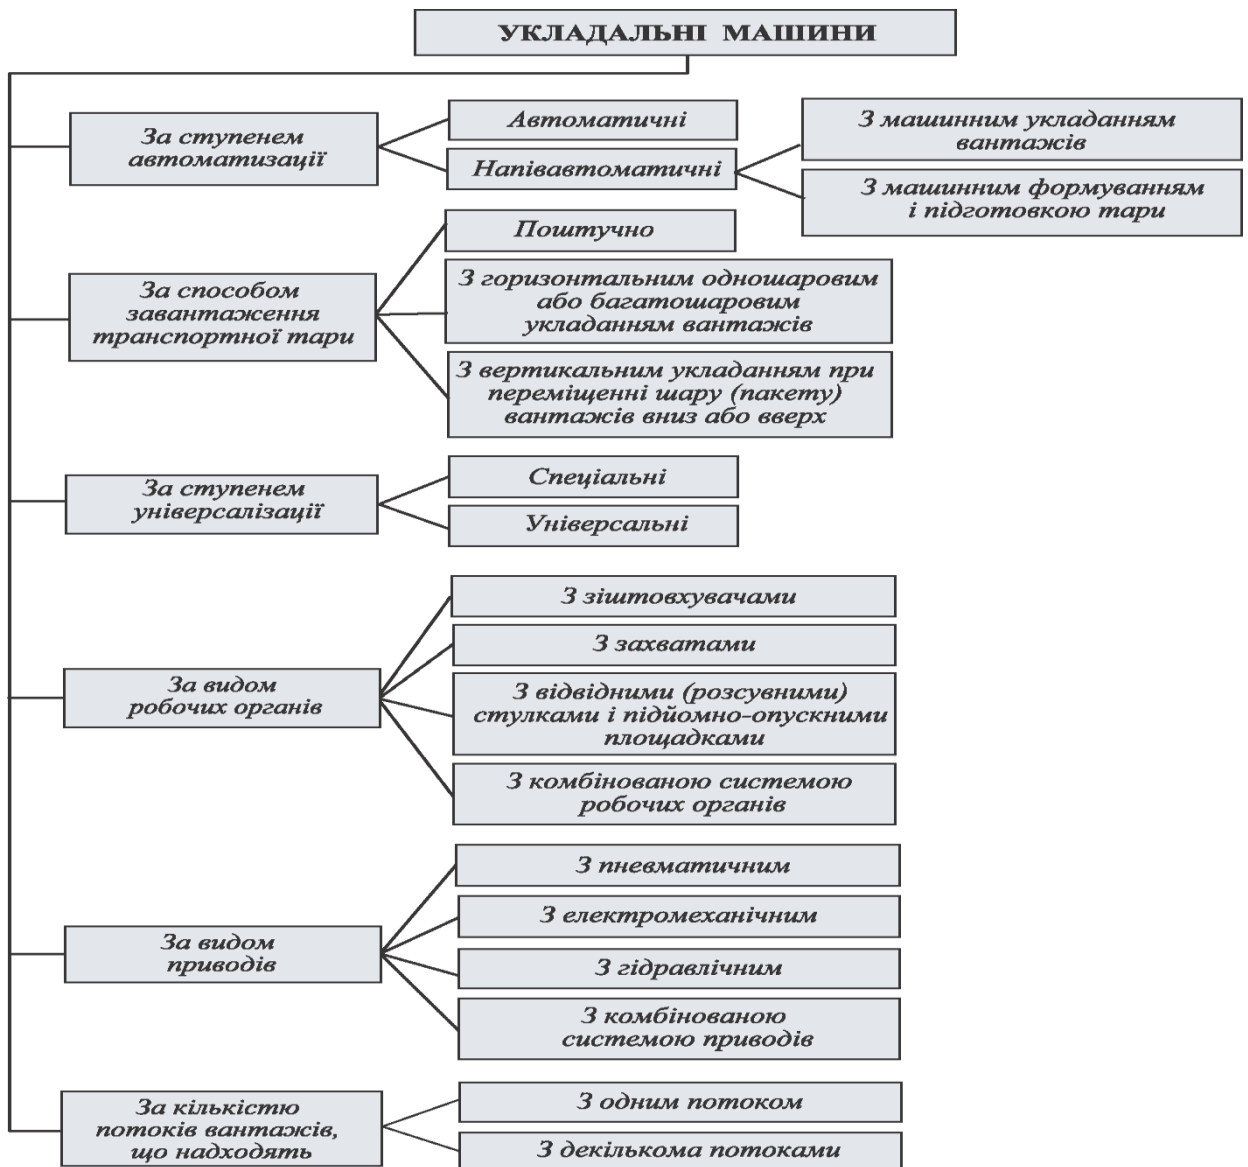 УКЛАДАЛЬНІ МАШИНИ
За ступенем
автоматизації
Автоматичні
Напівавтоматичні
З машинним укладанням
вантажів
З машинним формуванням
і підготовкою тари
За способом
завантаження
транспортної тари
Поштучно
З горизонтальним одношаровим
або багатошаровим
укладанням вантажів
З вертикальним укладанням при
переміщенні шару (пакету)
вантажів вниз або вверх
За ступенем
універсалізації
Спеціальні
Універсальні
За видом
робочих органів
З зіштовхувачами
З захватами
З відвідними (розсувними)
стулками і підйомно-опускними
площадками
З комбінованою системою
робочих органів
За видом
приводів
З пневматичним
З електромеханічним
З гідравлічним
З комбінованою
системою приводів
За кількістю
потоків вантажів,
що надходять
З одним потоком
З декількома потоками